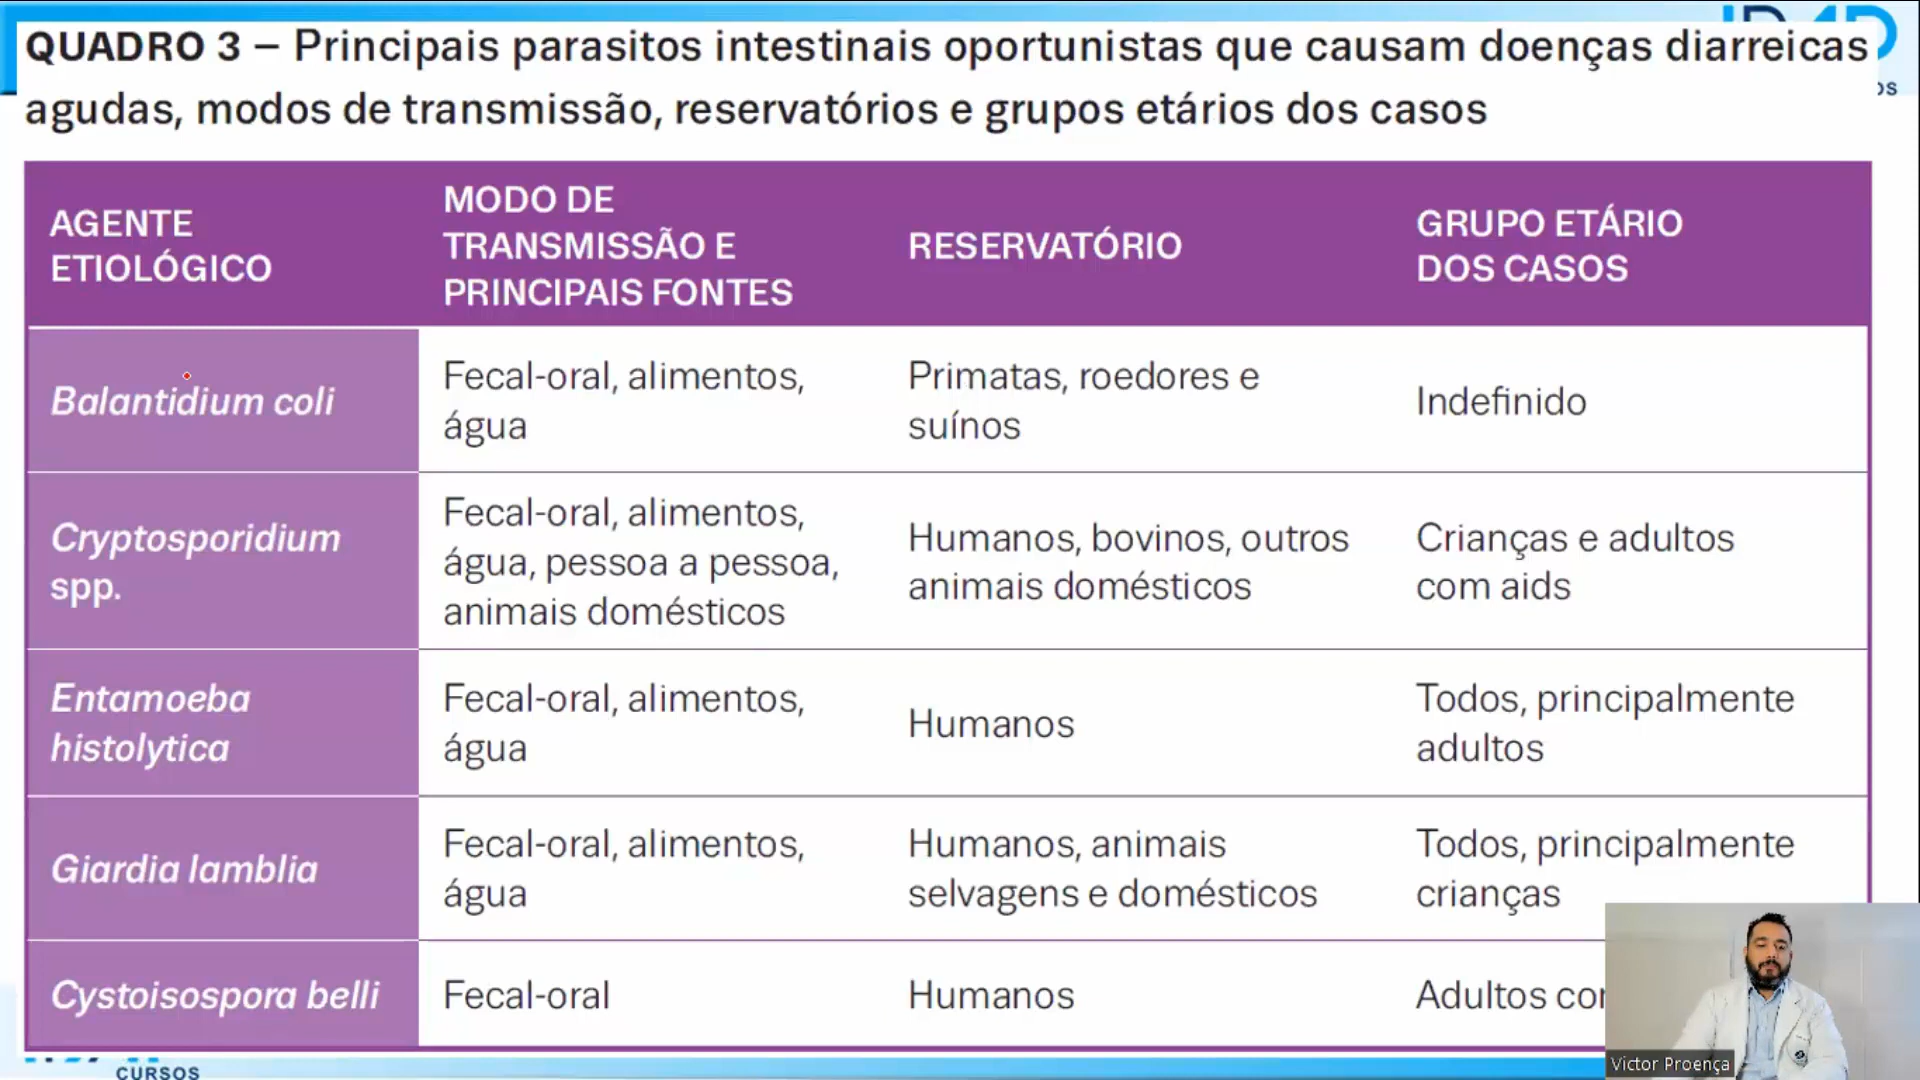 QUADRO 3 – Principais parasitos intestinais oportunistas que causam doenças diarreicas
agudas, modos de transmissão, reservatórios e grupos etários dos casos
AGENTE
ETIOLÓGICO
MODO DE
TRANSMISSÃO E
PRINCIPAIS FONTES
RESERVATÓRIO
GRUPO ETÁRIO
DOS CASOS
Balantidium coli
Fecal-oral, alimentos,
água
Primatas, roedores e
suínos
Indefinido
Cryptosporidium
spp.
Fecal-oral, alimentos,
água, pessoa a pessoa,
animais domésticos
Humanos, bovinos, outros
animais domésticos
Crianças e adultos
com aids
Entamoeba
histolytica
Fecal-oral, alimentos,
água
Humanos
Todos, principalmente
adultos
Giardia lamblia
Fecal-oral, alimentos,
água
Humanos, animais
selvagens e domésticos
Todos, principalmente
crianças
Cystoisospora belli
Fecal-oral
Humanos
Adultos
Victor Proença
CURSOS